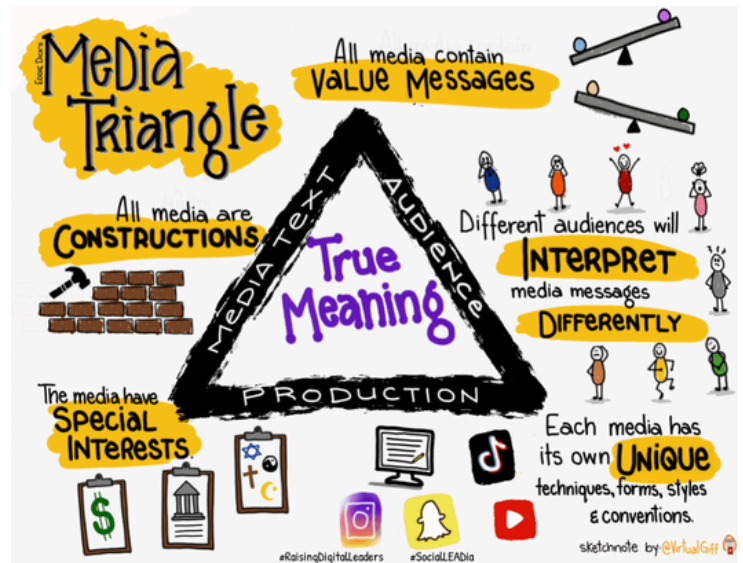 EDDIE DICK'S
MEDIA
TRIANGLE
All media contain
VALUE MESSAGES
All media are
CONSTRUCTIONS
MEDIA TEXT
AUDIENCE
PRODUCTION
True
Meaning
Different audiences will
INTERPRET
media messages
DIFFERENTLY
The media have
SPECIAL
INTERESTS.
$
Each media has
its own UNIQUE
techniques, forms, styles
& conventions.
#RaisingDigitalLeaders
#SocialLEADia
sketchnote by @VirtualGiff